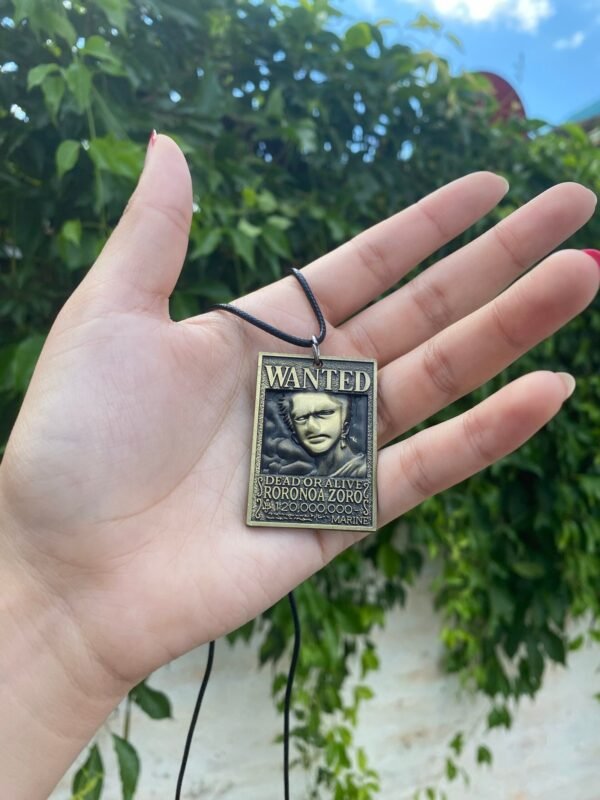 WANTED
DEAD OR ALIVE
RORONOA ZORO
120,000,000
MARINE